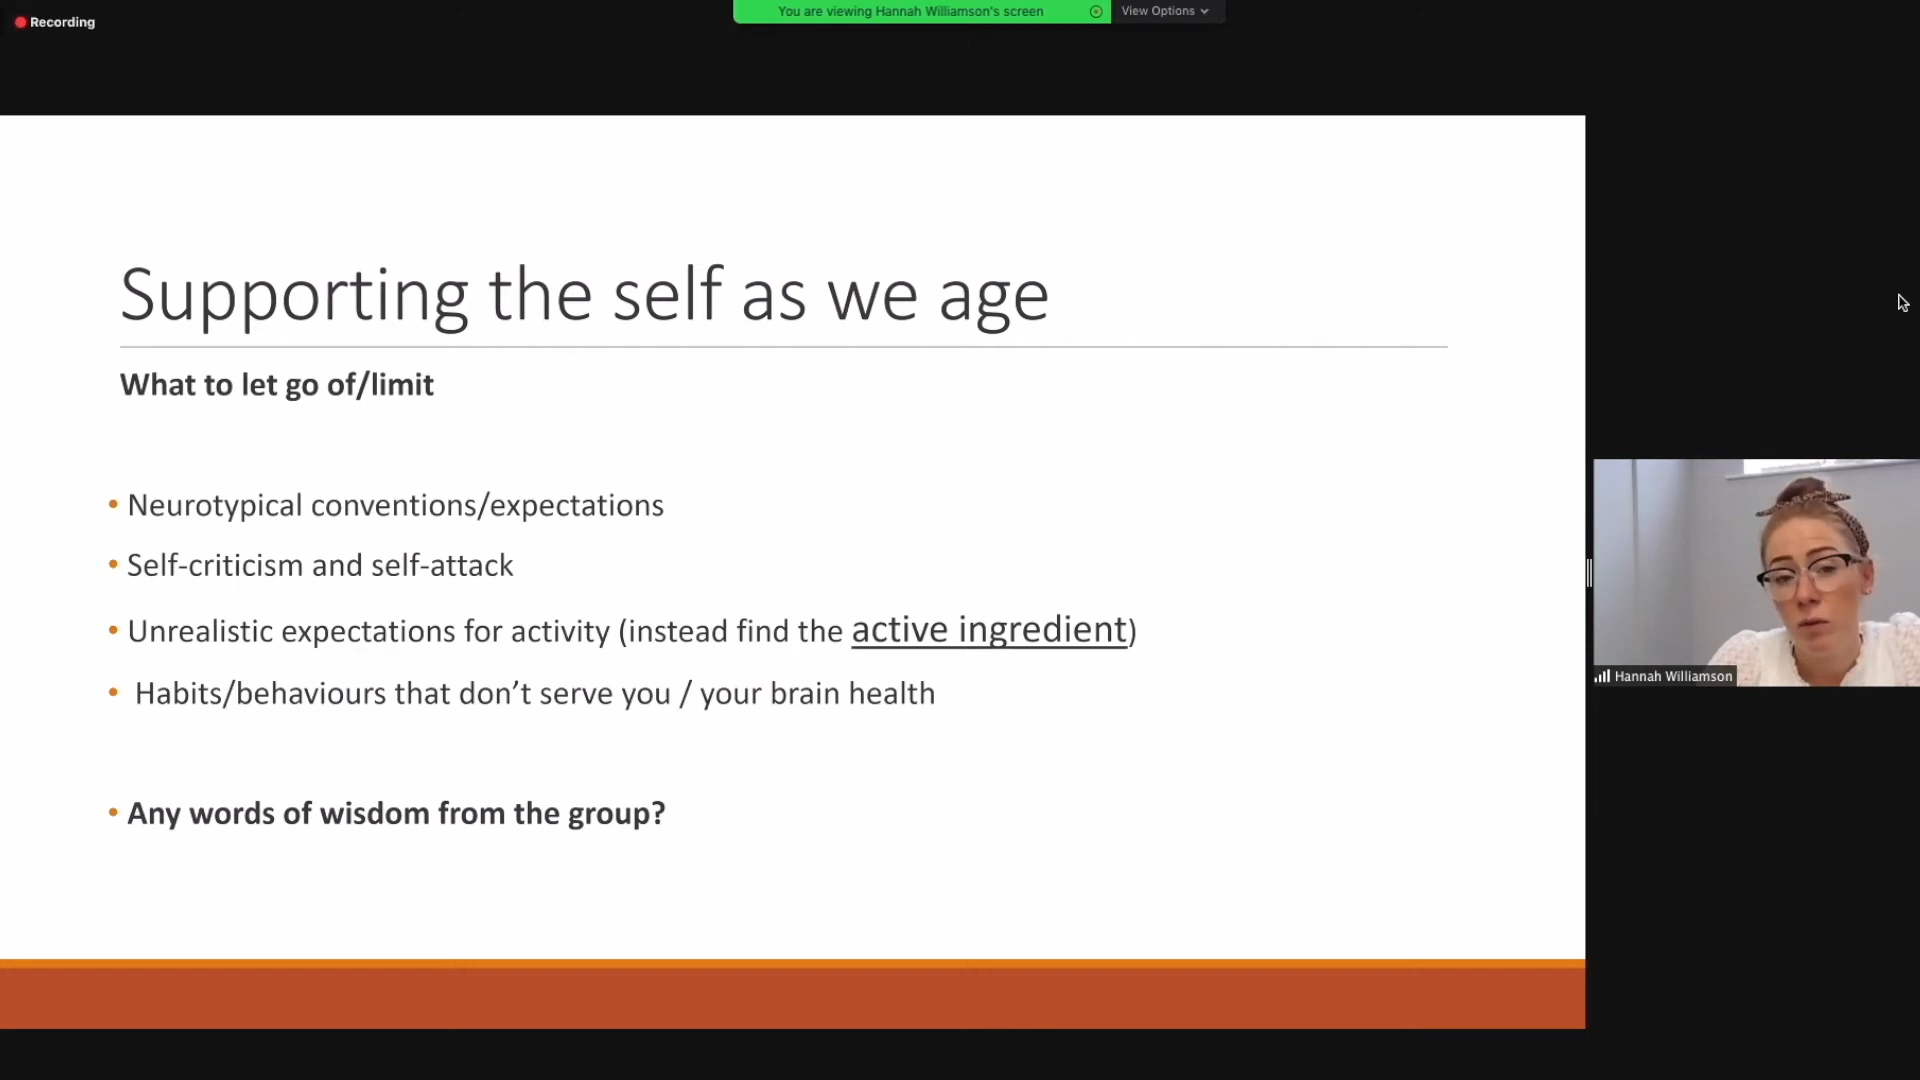 Recording
You are viewing Hannah Williamson's screen
View Options
Supporting the self as we age
What to let go of/limit
• Neurotypical conventions/expectations
• Self-criticism and self-attack
• Unrealistic expectations for activity (instead find the active ingredient)
• Habits/behaviours that don’t serve you / your brain health
• Any words of wisdom from the group?
Hannah Williamson